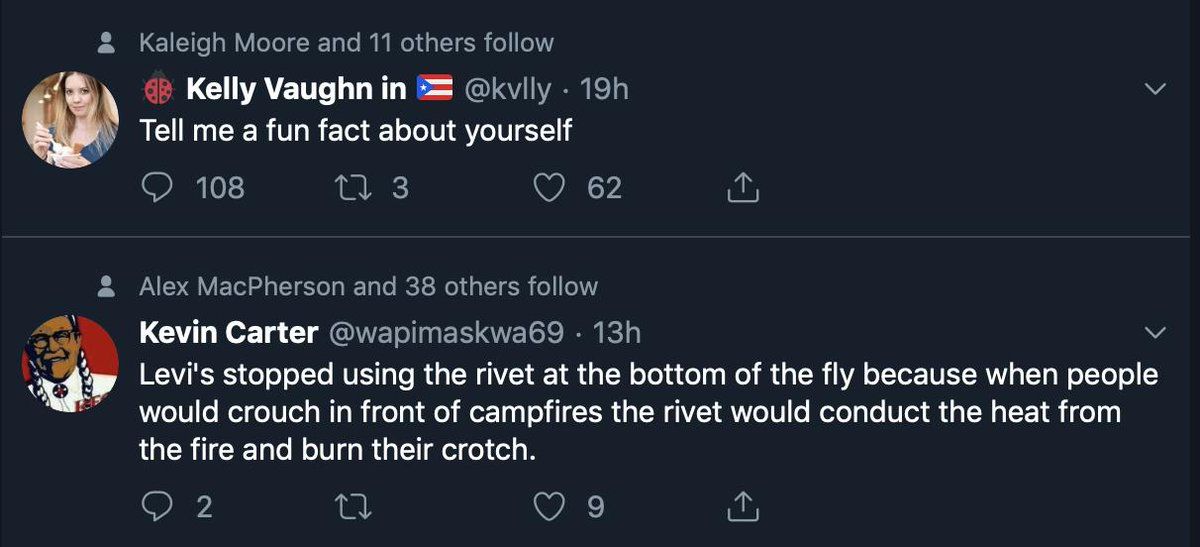 Kaleigh Moore and 11 others follow
🐞 Kelly Vaughn in 🇵🇷 @kvlly · 19h
Tell me a fun fact about yourself
108 3 62
Alex MacPherson and 38 others follow
Kevin Carter @wapimaskwa69 · 13h
Levi's stopped using the rivet at the bottom of the fly because when people
would crouch in front of campfires the rivet would conduct the heat from
the fire and burn their crotch.
2 9